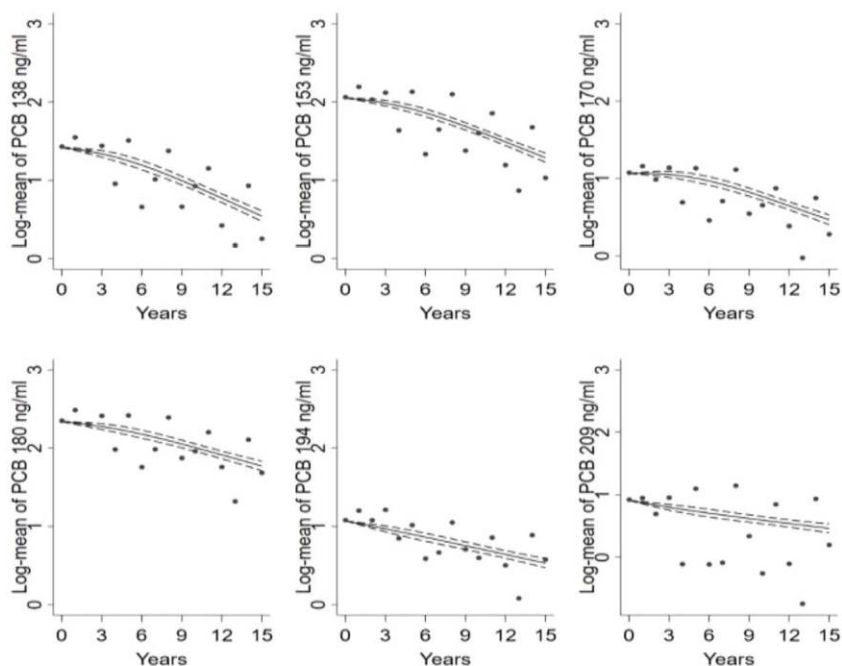 3
2
1
0
Log-mean of PCB 138 ng/ml
0 3 6 9 12 15
Years
3
2
1
0
Log-mean of PCB 153 ng/ml
0 3 6 9 12 15
Years
3
2
1
0
Log-mean of PCB 170 ng/ml
0 3 6 9 12 15
Years
3
2
1
0
Log-mean of PCB 180 ng/ml
0 3 6 9 12 15
Years
3
2
1
0
Log-mean of PCB 194 ng/ml
0 3 6 9 12 15
Years
3
2
1
0
Log-mean of PCB 209 ng/ml
0 3 6 9 12 15
Years